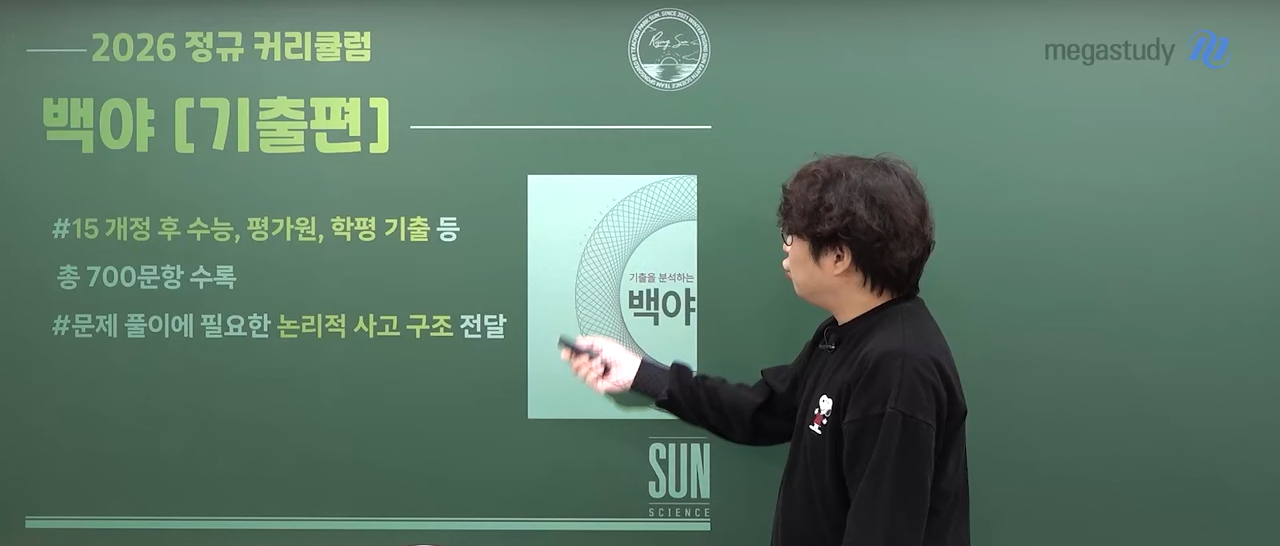 2026 정규 커리큘럼
백야 [기출편]
#15 개정 후 수능, 평가원, 학평 기출 등
총 700문항 수록
#문제 풀이에 필요한 논리적 사고 구조 전달
기출을 분석하는
백야
SUN
SCIENCE
Rising Sun
megastudy